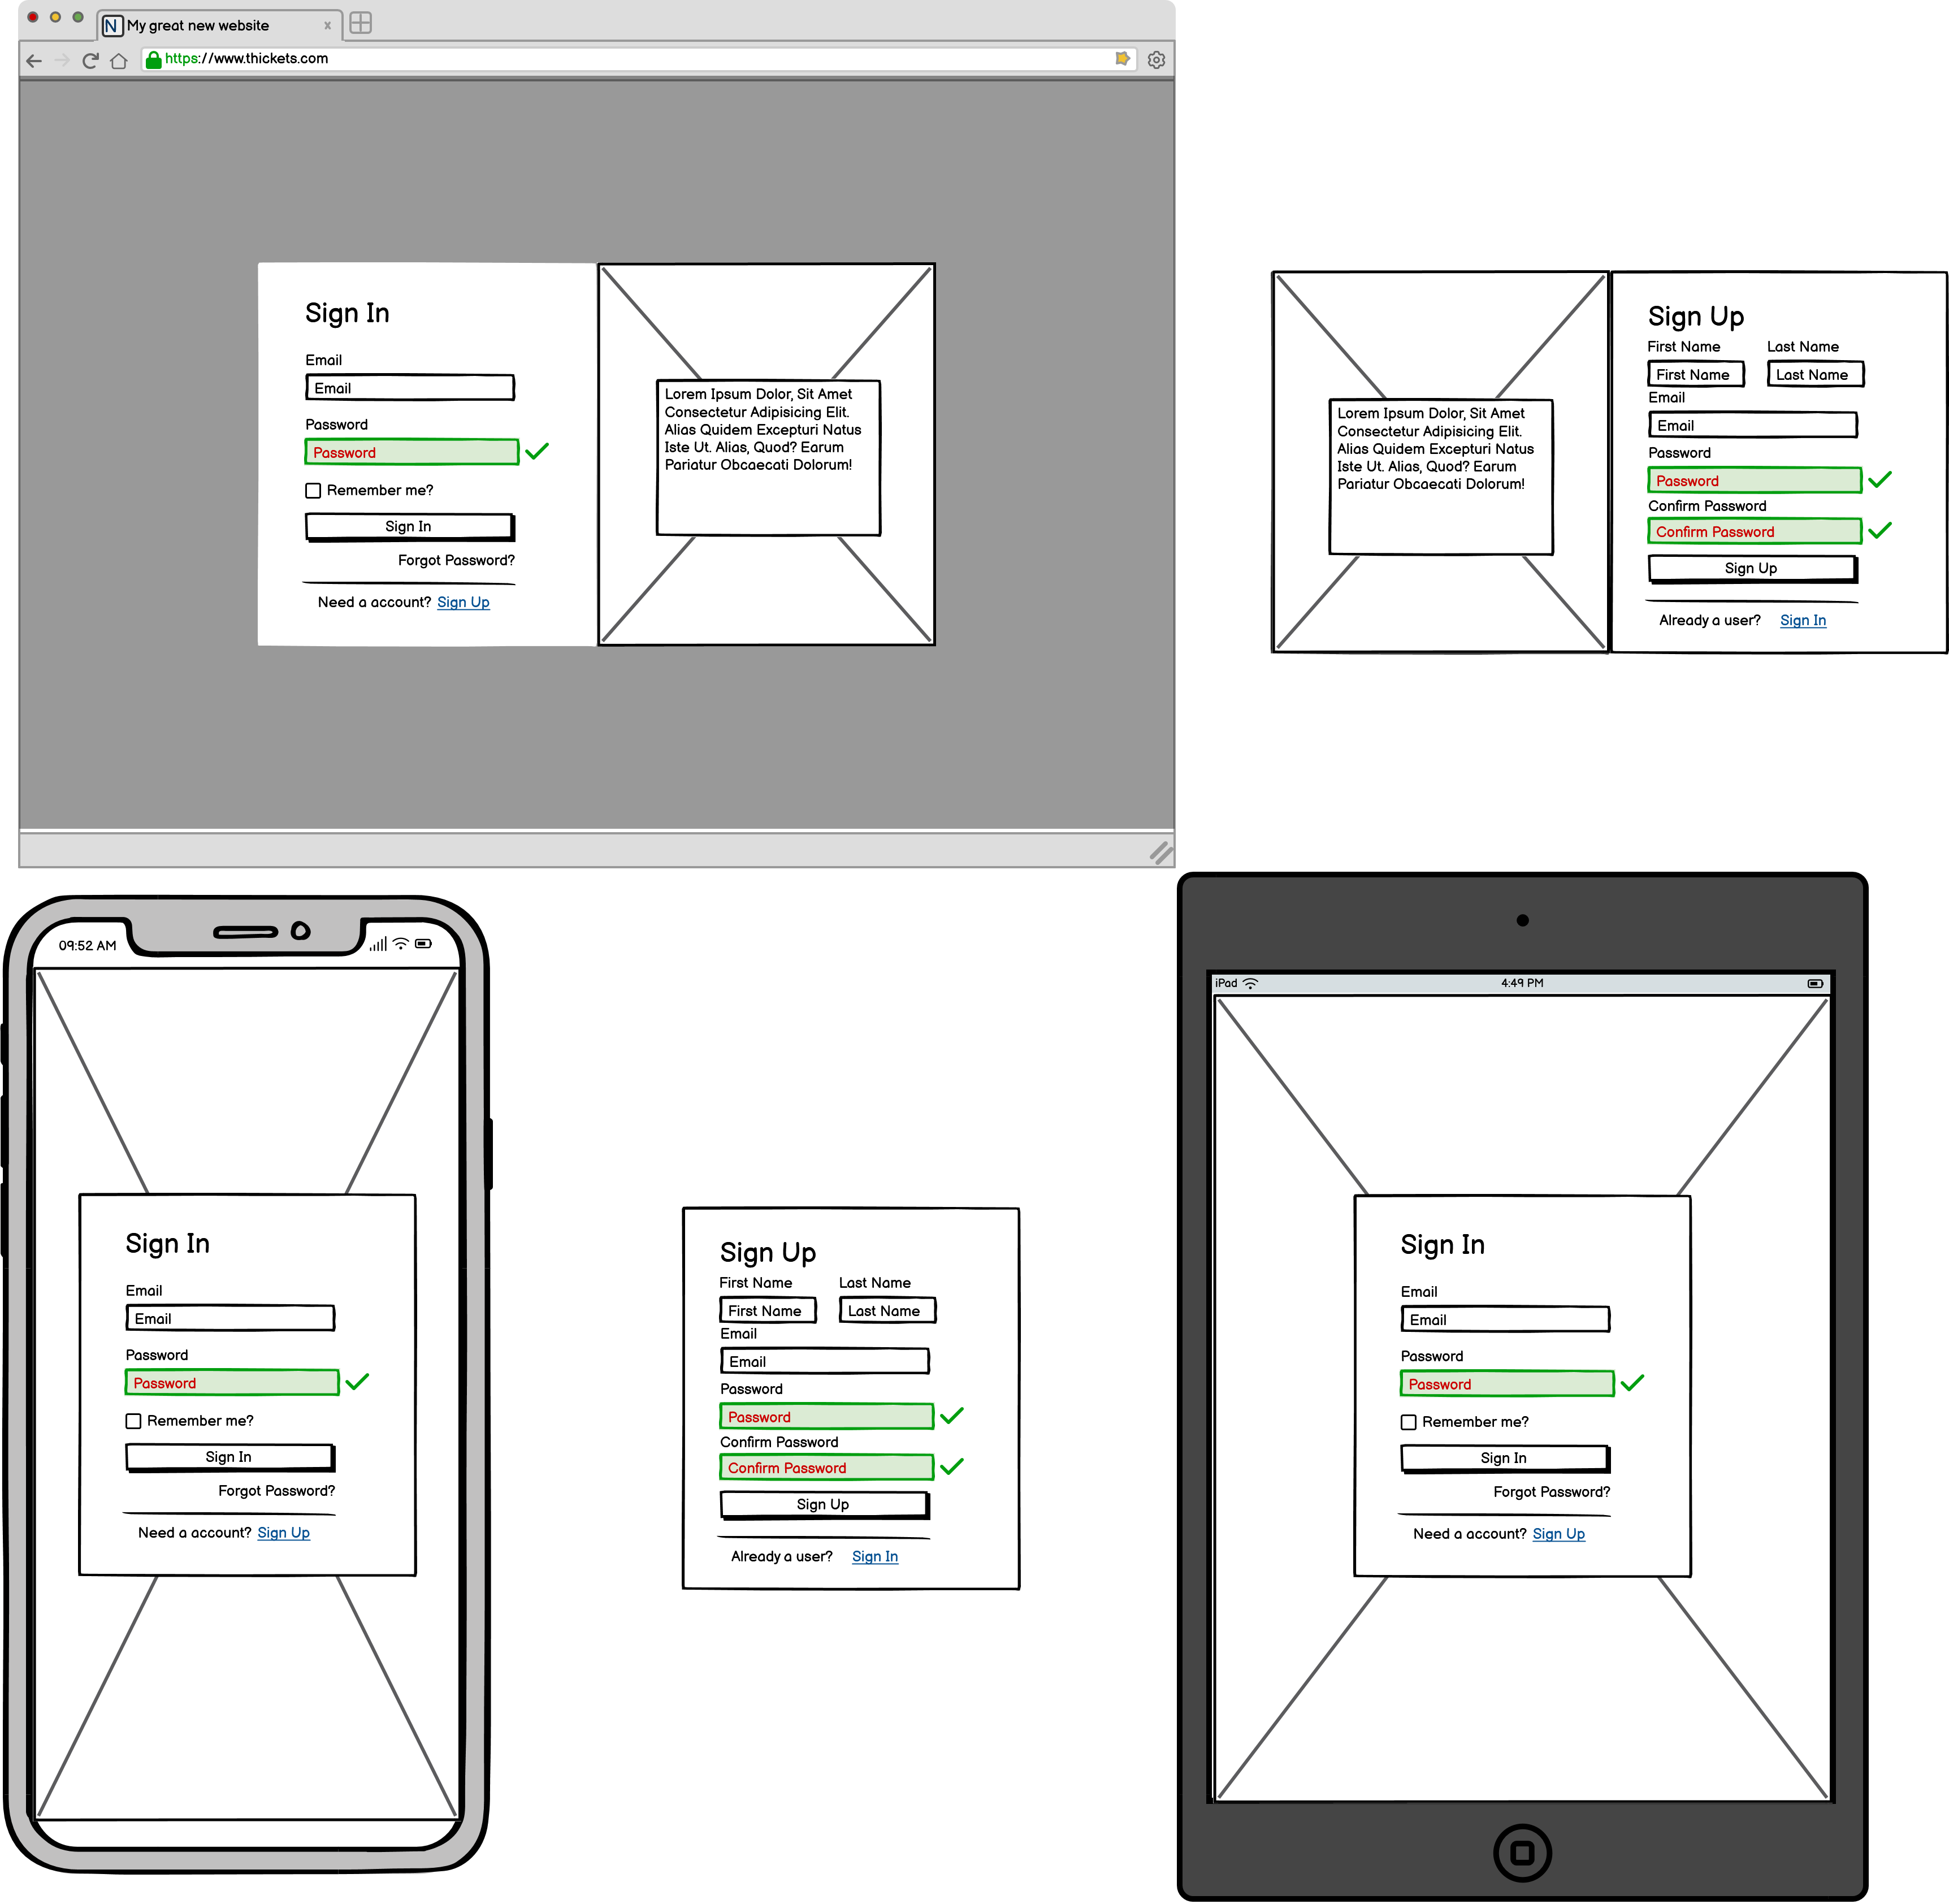 N My great new website x
https://www.thickets.com
Sign In
Email
Email
Password
Password
Remember me?
Sign In
Forgot Password?
Need a account? Sign Up
Lorem Ipsum Dolor, Sit Amet
Consectetur Adipisicing Elit.
Alias Quidem Excepturi Natus
Iste Ut. Alias, Quod? Earum
Pariatur Obcaecati Dolorum!
Lorem Ipsum Dolor, Sit Amet
Consectetur Adipisicing Elit.
Alias Quidem Excepturi Natus
Iste Ut. Alias, Quod? Earum
Pariatur Obcaecati Dolorum!
Sign Up
First Name Last Name
First Name Last Name
Email
Email
Password
Password
Confirm Password
Confirm Password
Sign Up
Already a user? Sign In
09:52 AM
Sign In
Email
Email
Password
Password
Remember me?
Sign In
Forgot Password?
Need a account? Sign Up
Sign Up
First Name Last Name
First Name Last Name
Email
Email
Password
Password
Confirm Password
Confirm Password
Sign Up
Already a user? Sign In
iPad 4:49 PM
Sign In
Email
Email
Password
Password
Remember me?
Sign In
Forgot Password?
Need a account? Sign Up